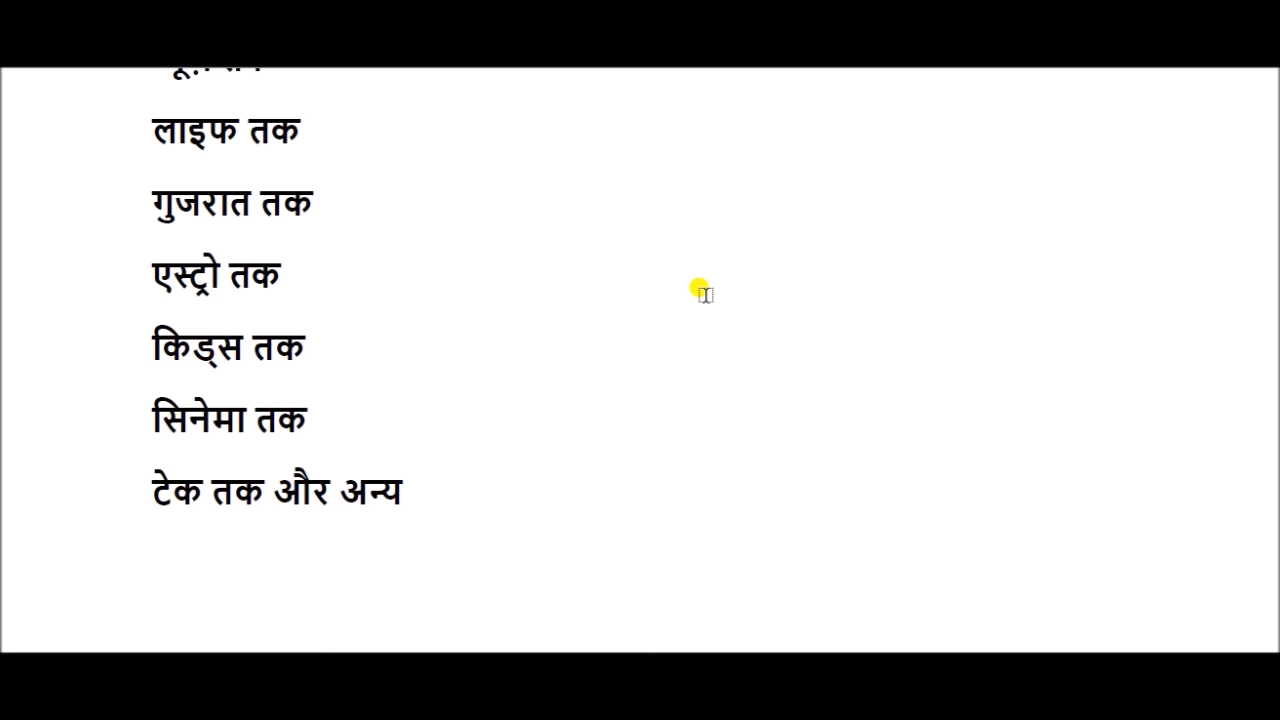 लाइफ तक
गुजरात तक
एस्ट्रो तक
किड्स तक
सिनेमा तक
टेक तक और अन्य